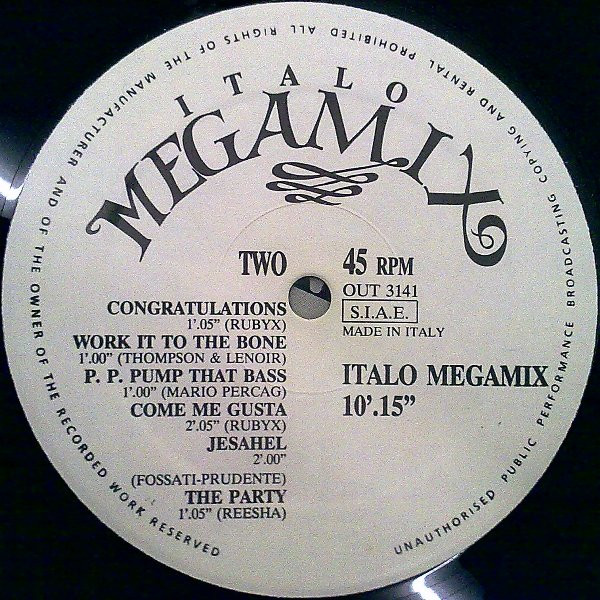 ITALO
MEGAMIX
TWO
CONGRATULATIONS
1'.05" (RUBYX)
WORK IT TO THE BONE
1'.00" (THOMPSON & LENOIR)
P. P. PUMP THAT BASS
1'.00" (MARIO PERCAG)
COME ME GUSTA
2'.05" (RUBYX)
JESAHEL
2'.00"
(FOSSATI-PRUDENTE)
THE PARTY
1'.05" (REESHA)
45 RPM
OUT 3141
S.I.A.E.
MADE IN ITALY
ITALO MEGAMIX
10'.15"
ALL RIGHTS OF THE MANUFACTURER AND OF THE OWNER OF THE RECORDED WORK RESERVED
UNAUTHORISED PUBLIC PERFORMANCE BROADCASTING COPYING AND RENTAL PROHIBITED